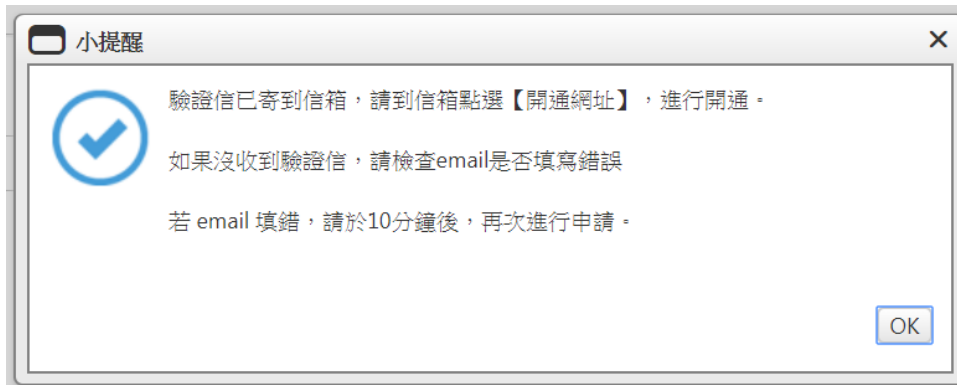 小提醒
驗證信已寄到信箱，請到信箱點選【開通網址】，進行開通。
如果沒收到驗證信，請檢查email是否填寫錯誤
若 email 填錯，請於10分鐘後，再次進行申請。
OK